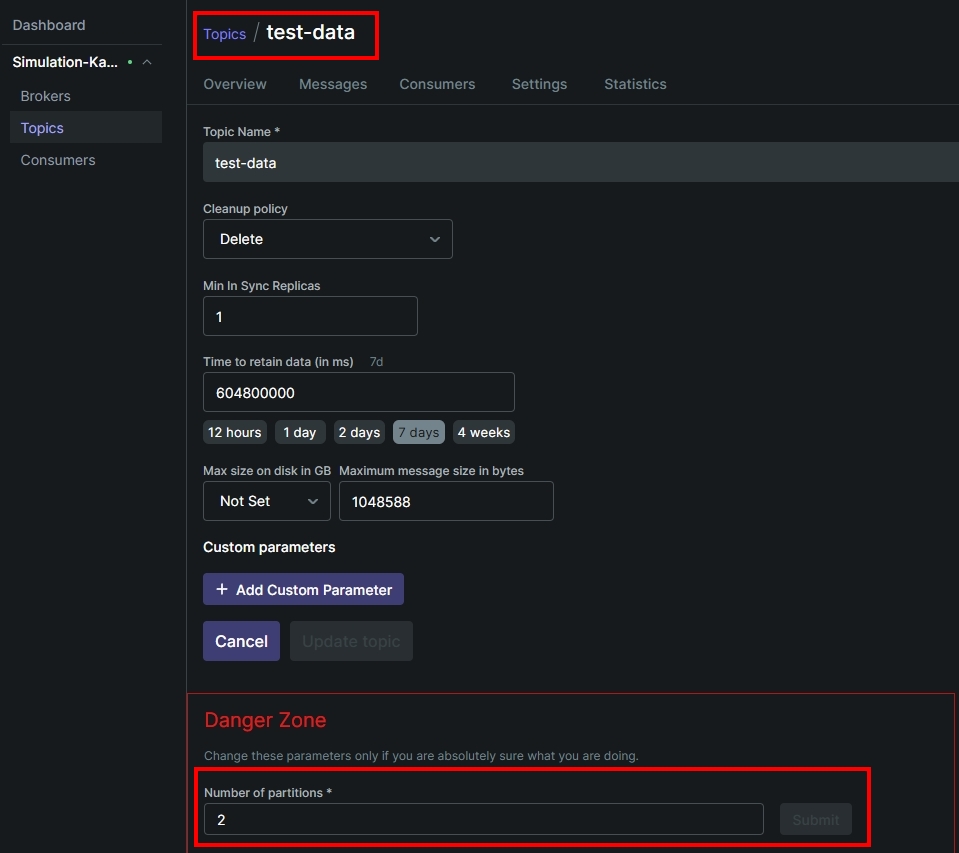 Dashboard
Simulation-Ka...
Brokers
Topics
Consumers
Topics / test-data
Overview Messages Consumers Settings Statistics
Topic Name *
test-data
Cleanup policy
Delete
Min In Sync Replicas
1
Time to retain data (in ms) 7d
604800000
12 hours 1 day 2 days 7 days 4 weeks
Max size on disk in GB Maximum message size in bytes
Not Set 1048588
Custom parameters
+ Add Custom Parameter
Cancel Update topic
Danger Zone
Change these parameters only if you are absolutely sure what you are doing.
Number of partitions *
2 Submit